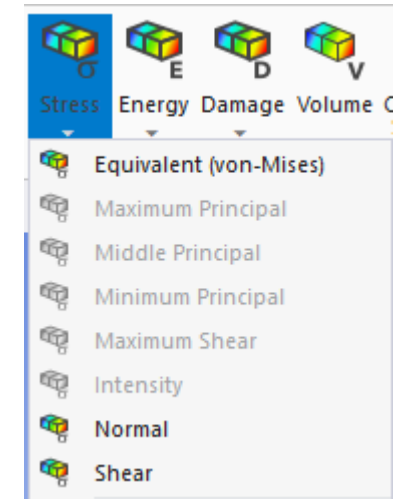 σ E D V
Stress Energy Damage Volume
Equivalent (von-Mises)
Maximum Principal
Middle Principal
Minimum Principal
Maximum Shear
Intensity
Normal
Shear